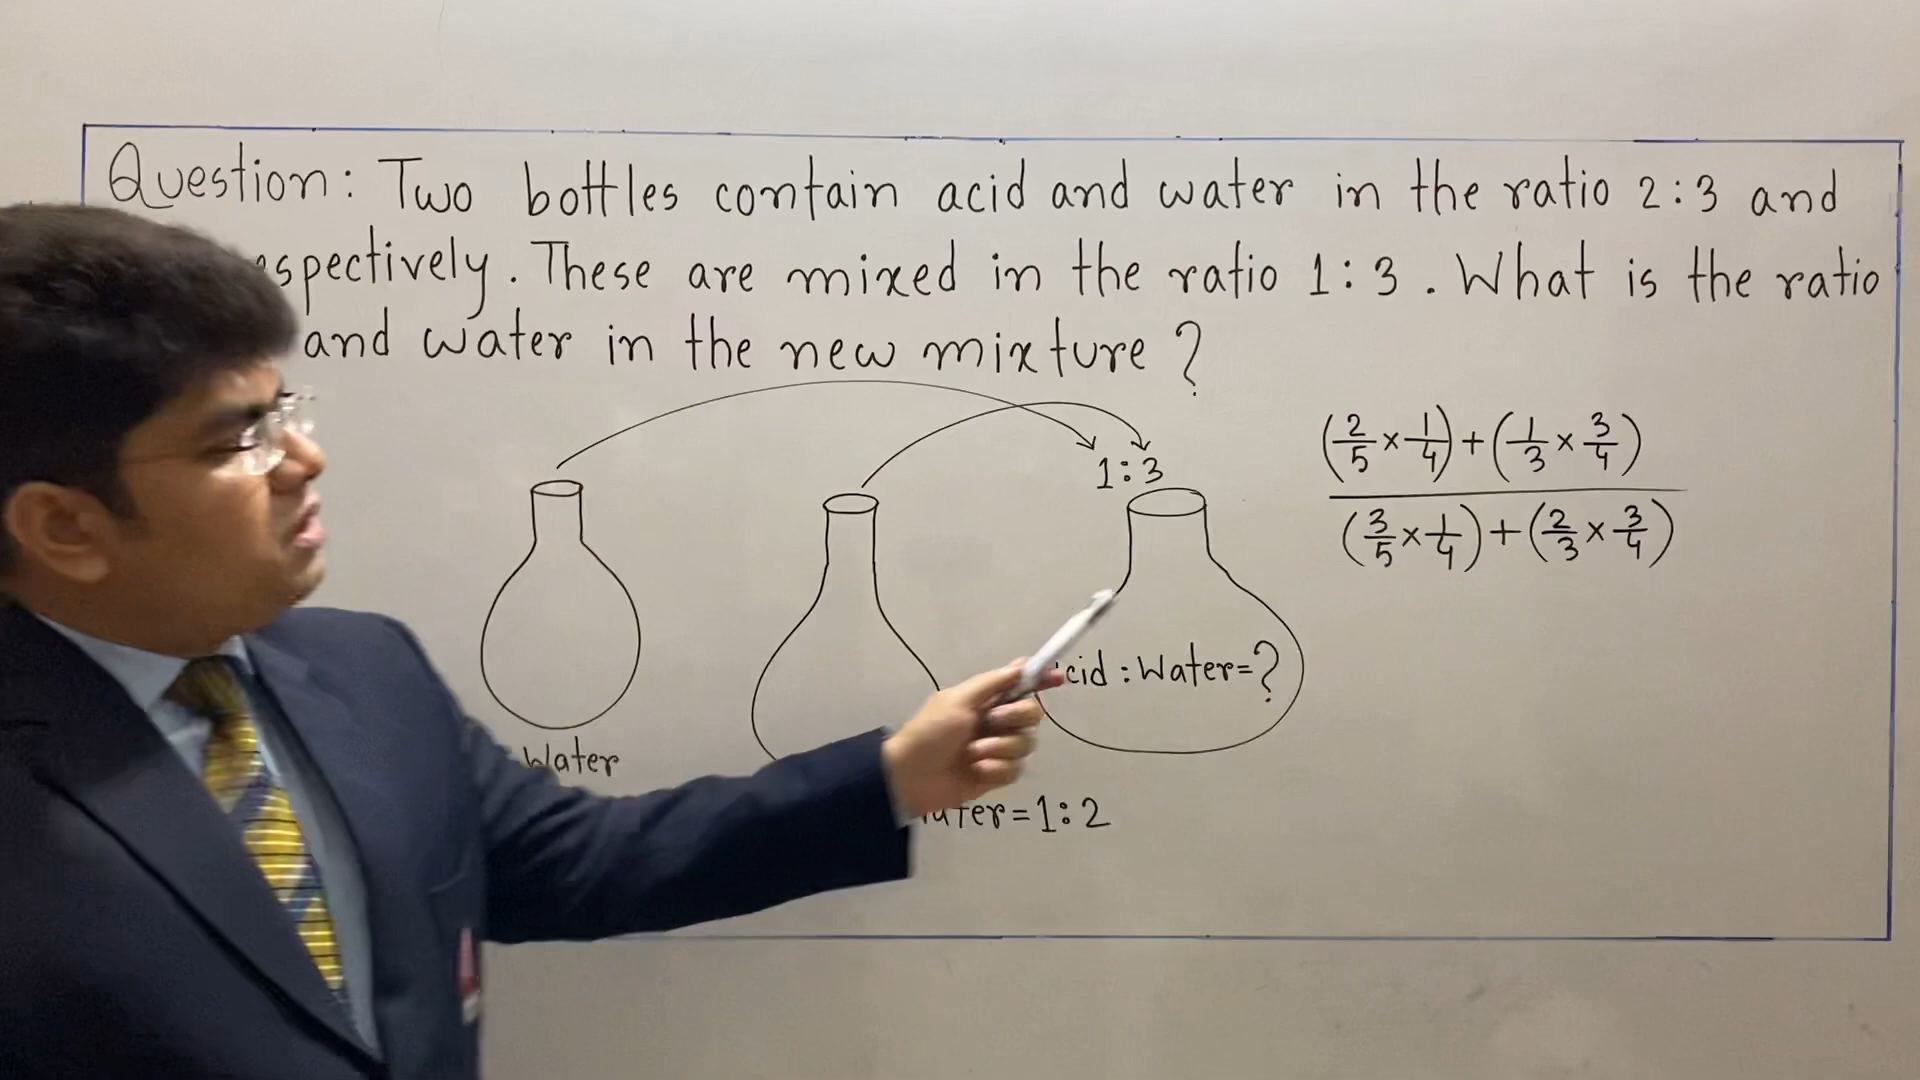 Question: Two bottles contain acid and water in the ratio 2:3 and
spectively. These are mixed in the ratio 1:3. What is the ratio
and water in the new mixture?
1:3
(2/5 × 1/4) + (1/3 × 3/4)
(3/5 × 1/4) + (2/3 × 3/4)
cid : Water=?
Water
ater=1:2